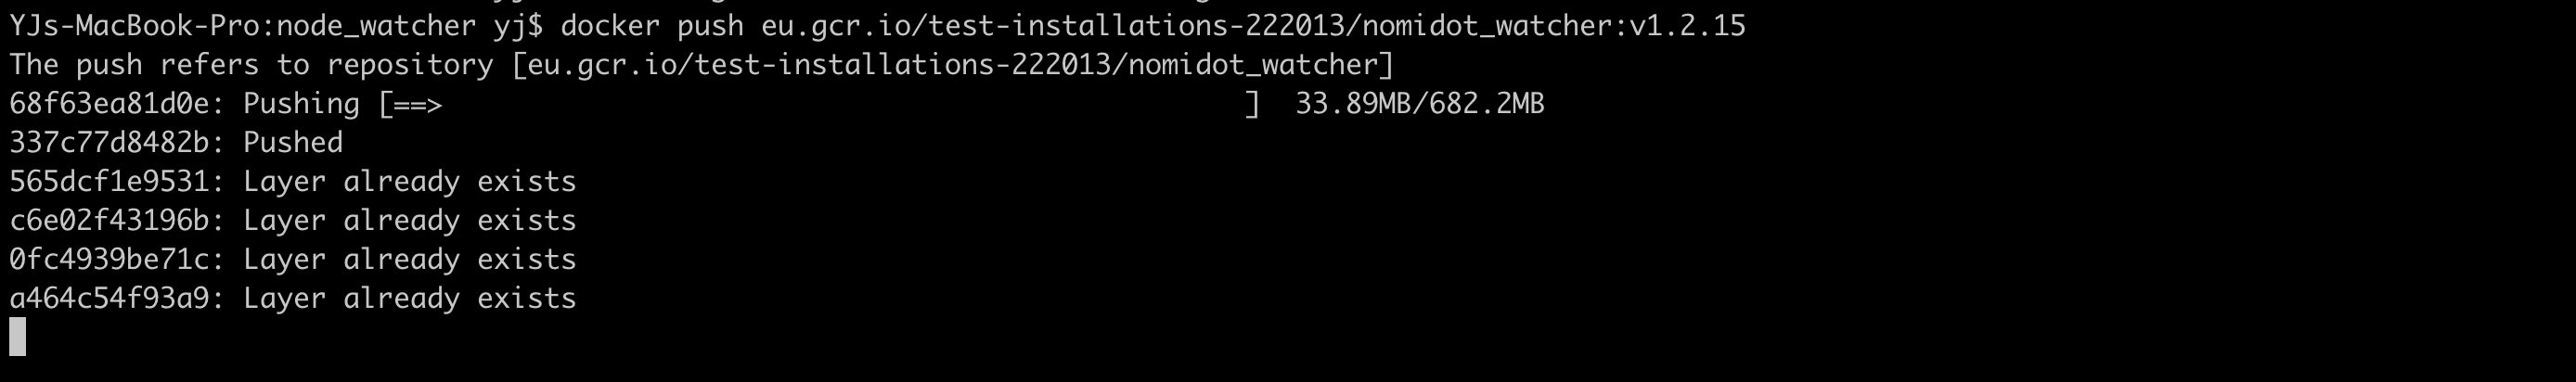 YJs-MacBook-Pro:node_watcher yj$ docker push eu.gcr.io/test-installations-222013/nomidot_watcher:v1.2.15
The push refers to repository [eu.gcr.io/test-installations-222013/nomidot_watcher]
68f63ea81d0e: Pushing [==>                                                ]  33.89MB/682.2MB
337c77d8482b: Pushed
565dcf1e9531: Layer already exists
c6e02f43196b: Layer already exists
0fc4939be71c: Layer already exists
a464c54f93a9: Layer already exists